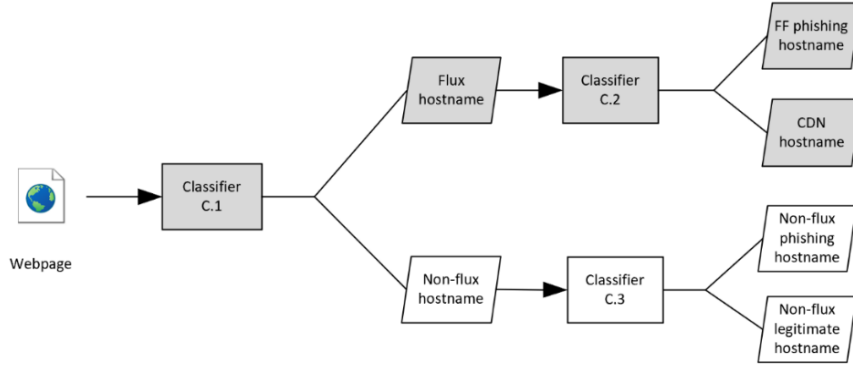 Webpage
Classifier
C.1
Flux
hostname
Classifier
C.2
FF phishing
hostname
CDN
hostname
Non-flux
hostname
Classifier
C.3
Non-flux
phishing
hostname
Non-flux
legitimate
hostname